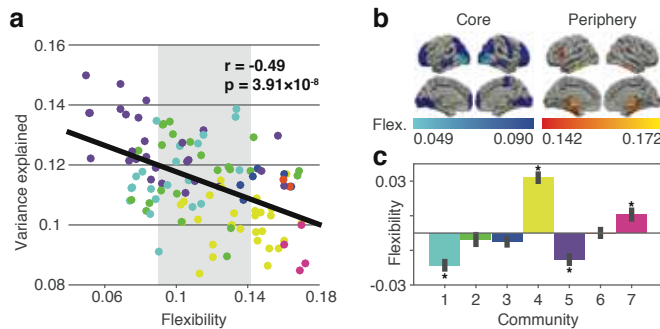 a
0.16
r = -0.49
p = 3.91×10-8
0.14
0.12
0.1
0.08
Variance explained
0.06 0.1 0.14 0.18
Flexibility
b
Core Periphery
Flex.
0.049 0.090 0.142 0.172
c
0.03
-0.03
Flexibility
* * * *
1 2 3 4 5 6 7
Community